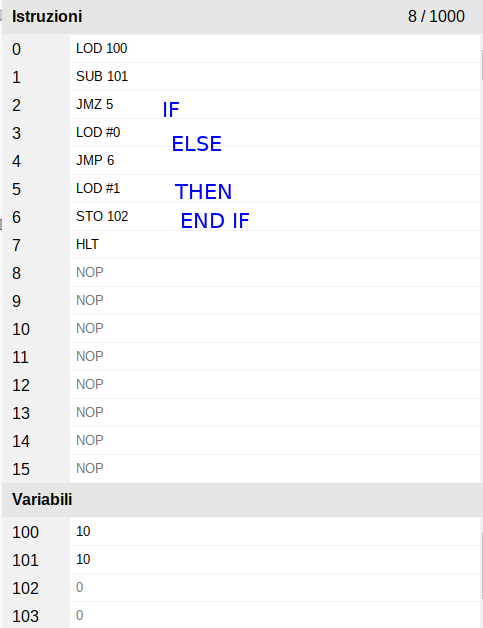 Istruzioni 8 / 1000
0 LOD 100
1 SUB 101
2 JMZ 5 IF
3 LOD #0 ELSE
4 JMP 6
5 LOD #1 THEN
6 STO 102 END IF
7 HLT
8 NOP
9 NOP
10 NOP
11 NOP
12 NOP
13 NOP
14 NOP
15 NOP
Variabili
100 10
101 10
102 0
103 0